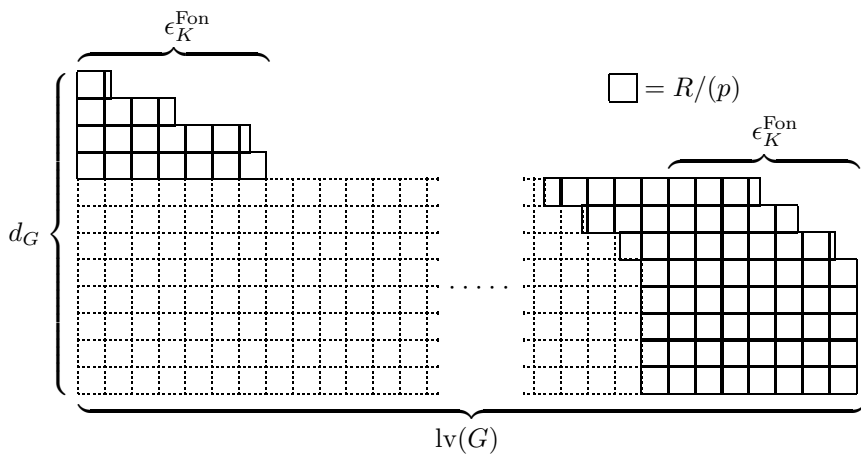 ϵ_K^Fon
= R/(p)
ϵ_K^Fon
d_G
· · · · ·
lv(G)